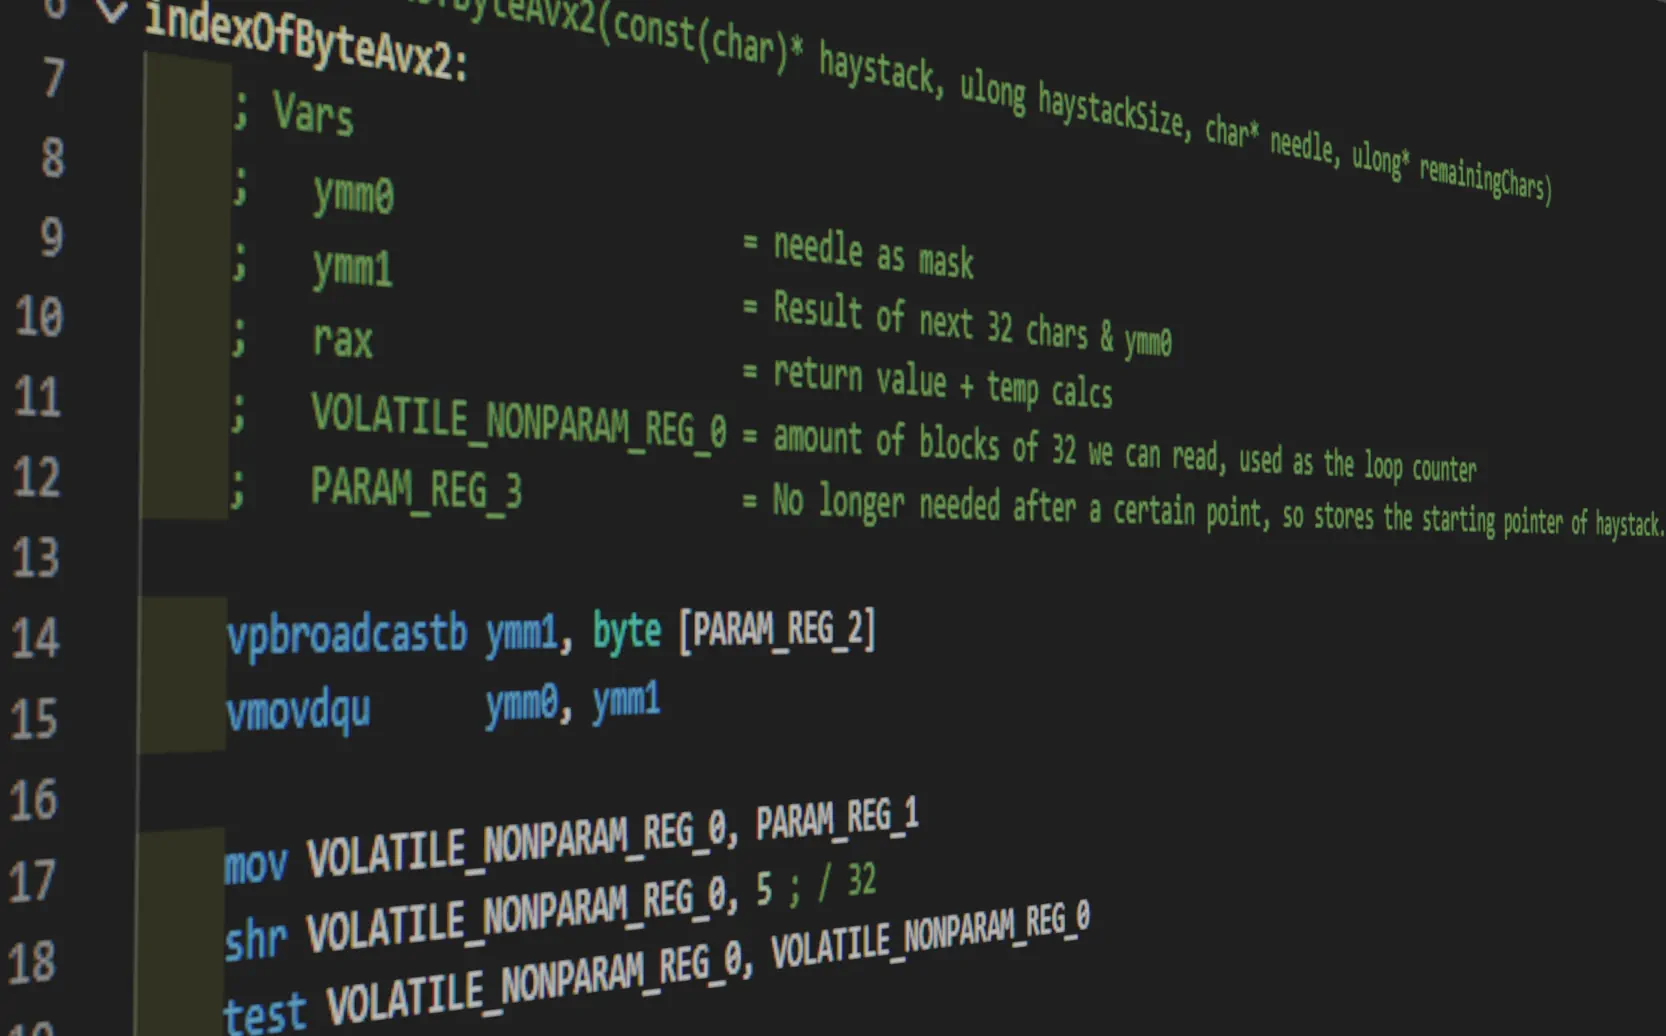 6 ByteAvx2(const(char)* haystack, ulong haystackSize, char* needle, ulong* remainingChars)
indexOfByteAvx2:
7 ; Vars
8 ; ymm0 = needle as mask
9 ; ymm1 = Result of next 32 chars & ymm0
10 ; rax = return value + temp calcs
11 ; VOLATILE_NONPARAM_REG_0 = amount of blocks of 32 we can read, used as the loop counter
12 ; PARAM_REG_3 = No longer needed after a certain point, so stores the starting pointer of haystack.
13
14 vpbroadcastb ymm1, byte [PARAM_REG_2]
15 vmovdqu ymm0, ymm1
16
17 mov VOLATILE_NONPARAM_REG_0, PARAM_REG_1
18 shr VOLATILE_NONPARAM_REG_0, 5 ; / 32
test VOLATILE_NONPARAM_REG_0, VOLATILE_NONPARAM_REG_0